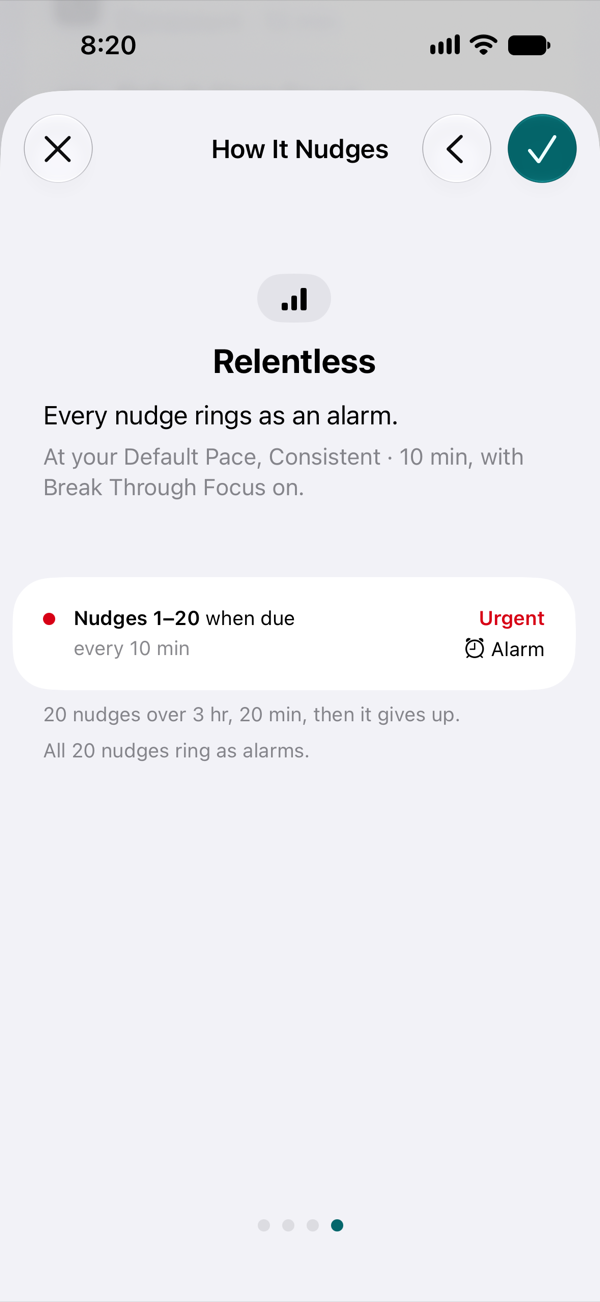 8:20
How It Nudges
Relentless
Every nudge rings as an alarm.
At your Default Pace, Consistent · 10 min, with
Break Through Focus on.
Nudges 1–20 when due
Urgent
every 10 min
Alarm
20 nudges over 3 hr, 20 min, then it gives up.
All 20 nudges ring as alarms.